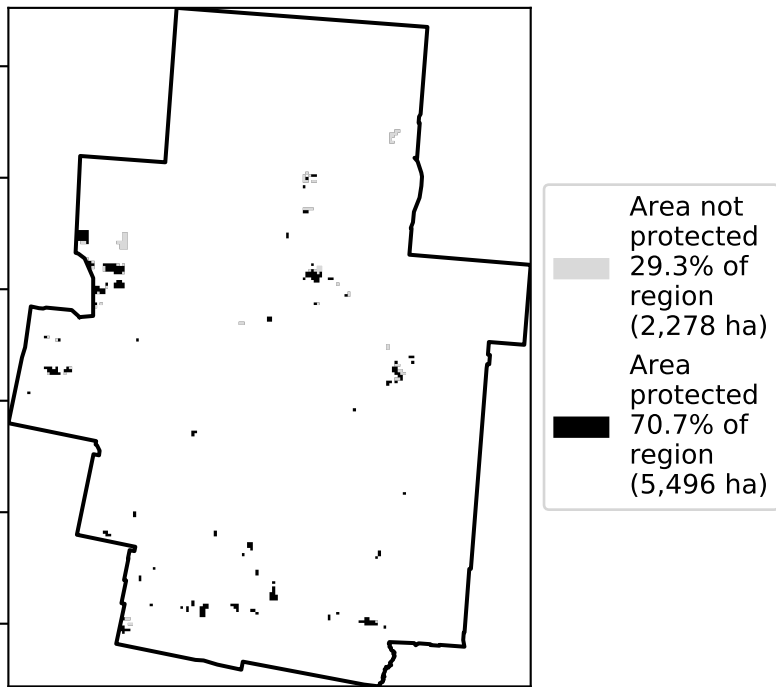 Area not
protected
29.3% of
region
(2,278 ha)
Area
protected
70.7% of
region
(5,496 ha)